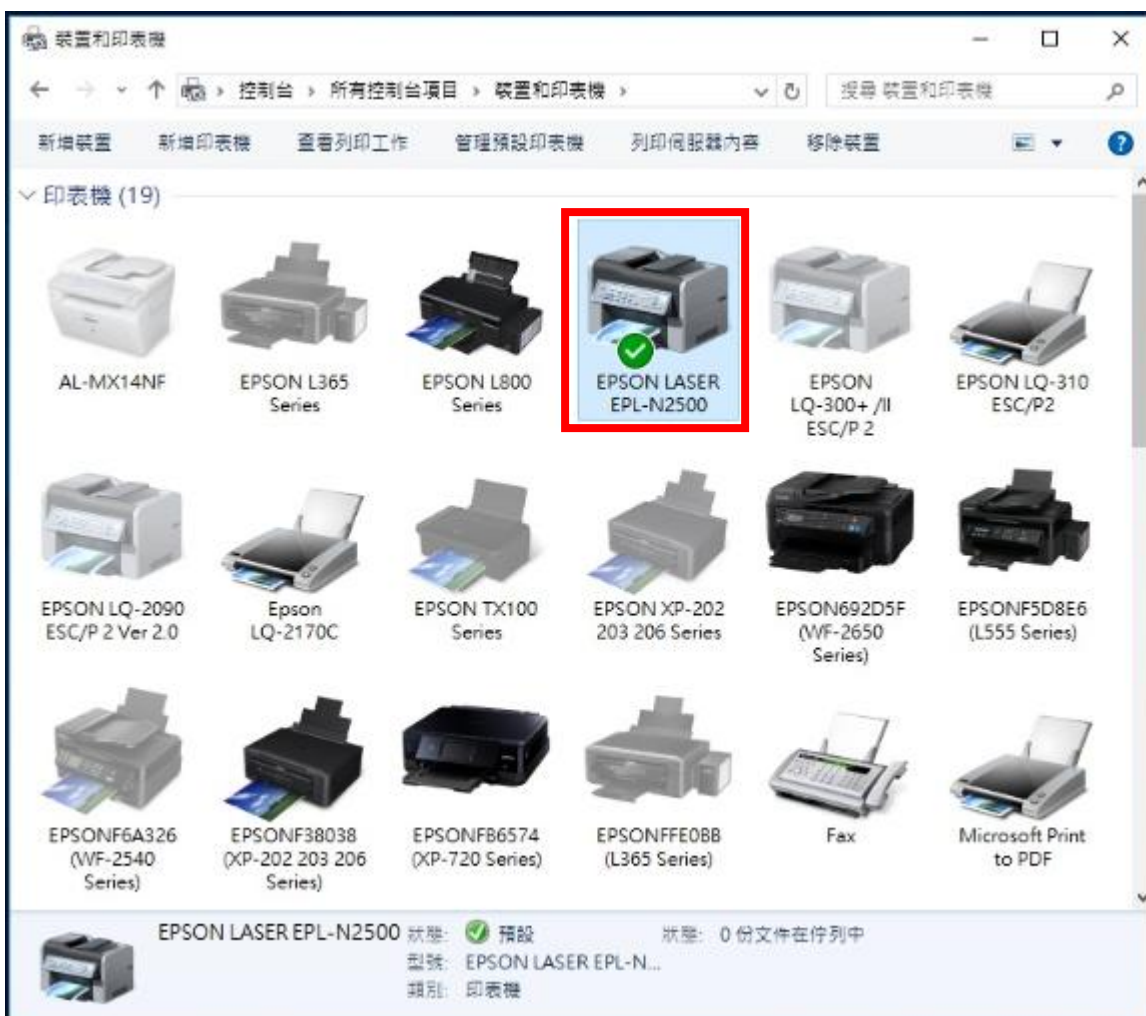 裝置和印表機
控制台 › 所有控制台項目 › 裝置和印表機 ›
搜尋 裝置和印表機
新增裝置 新增印表機 查看列印工作 管理預設印表機 列印伺服器內容 移除裝置
印表機 (19)
AL-MX14NF
EPSON L365
Series
EPSON L800
Series
EPSON LASER
EPL-N2500
EPSON
LQ-300+ /II
ESC/P 2
EPSON LQ-310
ESC/P2
EPSON LQ-2090
ESC/P 2 Ver 2.0
Epson
LQ-2170C
EPSON TX100
Series
EPSON XP-202
203 206 Series
EPSON692D5F
(WF-2650
Series)
EPSONF5D8E6
(L555 Series)
EPSONF6A326
(WF-2540
Series)
EPSONF38038
(XP-202 203 206
Series)
EPSONFB6574
(XP-720 Series)
EPSONFFE0BB
(L365 Series)
Fax
Microsoft Print
to PDF
EPSON LASER EPL-N2500 狀態: 預設 狀態: 0 份文件在佇列中
型號: EPSON LASER EPL-N...
類別: 印表機